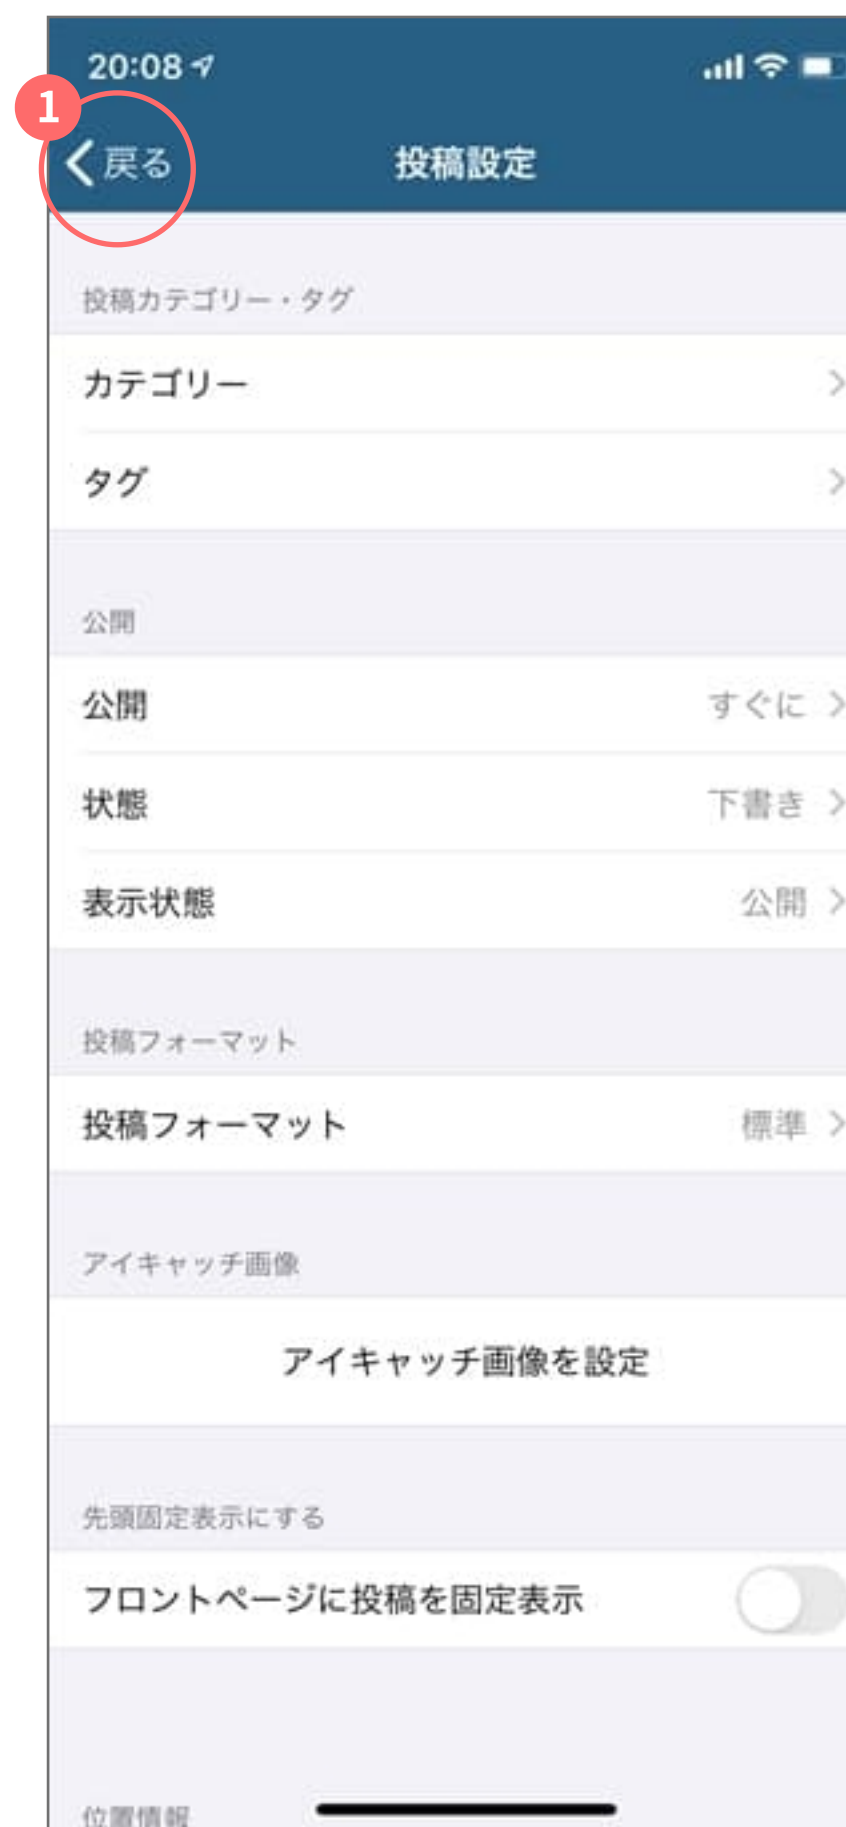 20:08
1
戻る
投稿設定
投稿カテゴリー・タグ
カテゴリー
タグ
公開
公開 すぐに
状態 下書き
表示状態 公開
投稿フォーマット
投稿フォーマット 標準
アイキャッチ画像
アイキャッチ画像を設定
先頭固定表示にする
フロントページに投稿を固定表示
位置情報